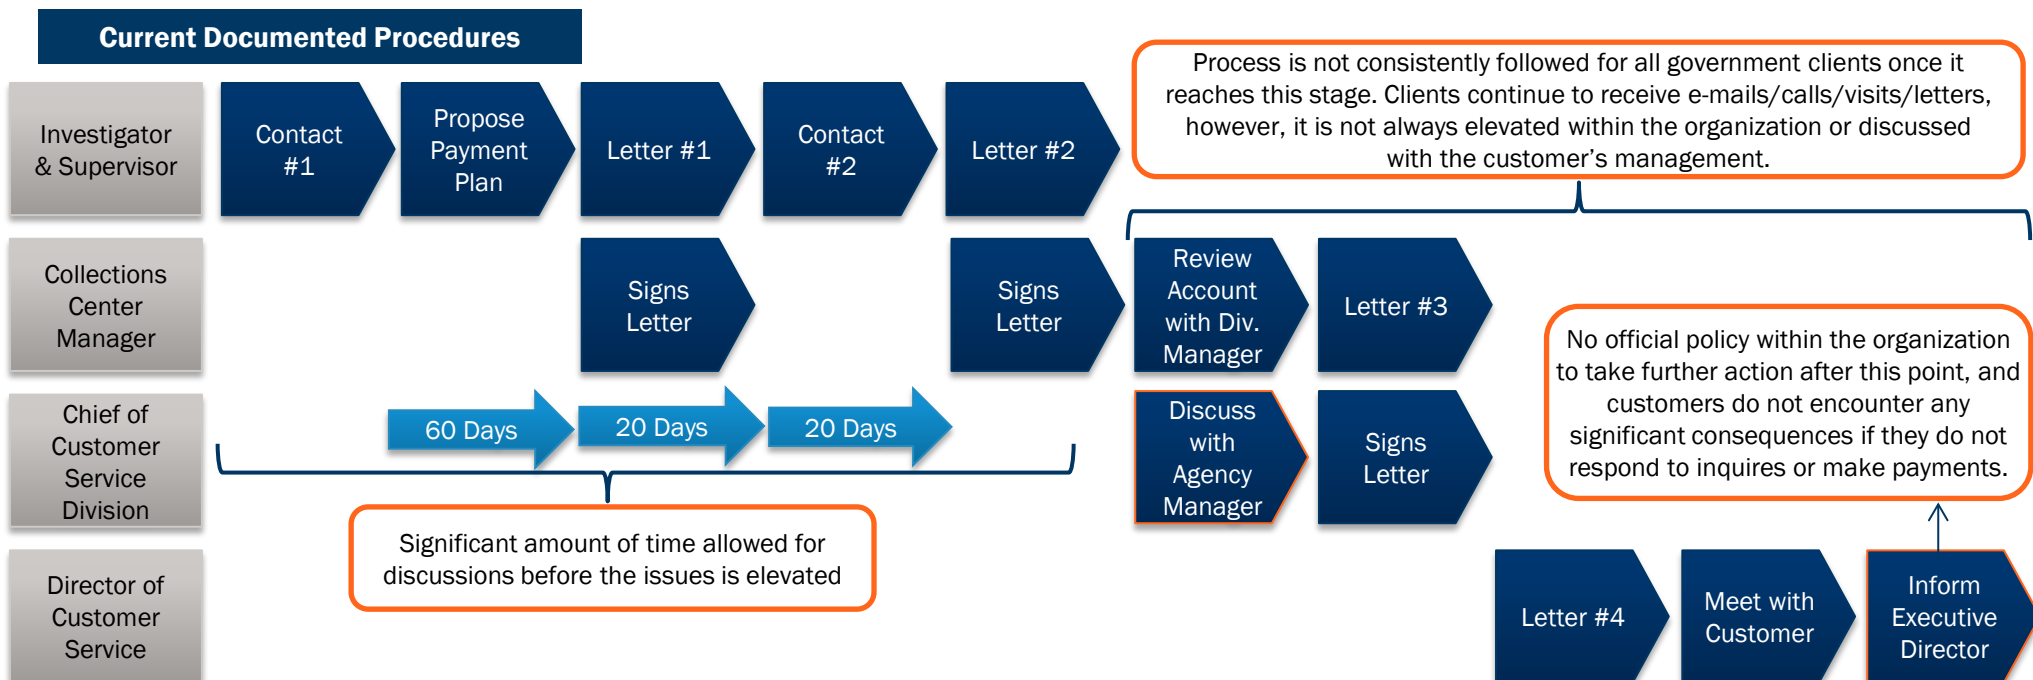 Current Documented Procedures
Process is not consistently followed for all government clients once it
reaches this stage. Clients continue to receive e-mails/calls/visits/letters,
however, it is not always elevated within the organization or discussed
with the customer’s management.
Investigator
& Supervisor
Contact
#1
Propose
Payment
Plan
Letter #1
Contact
#2
Letter #2
Collections
Center
Manager
Signs
Letter
Signs
Letter
Review
Account
with Div.
Manager
Letter #3
No official policy within the organization
to take further action after this point, and
customers do not encounter any
significant consequences if they do not
respond to inquires or make payments.
Chief of
Customer
Service
Division
60 Days
20 Days
20 Days
Discuss
with
Agency
Manager
Signs
Letter
Significant amount of time allowed for
discussions before the issues is elevated
Director of
Customer
Service
Letter #4
Meet with
Customer
Inform
Executive
Director